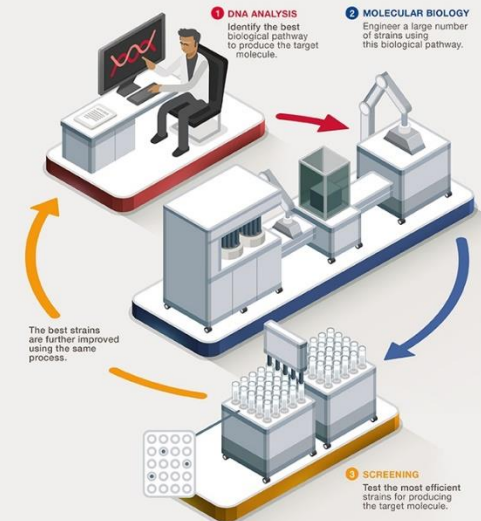 1 DNA ANALYSIS
Identify the best
biological pathway
to produce the target
molecule.
2 MOLECULAR BIOLOGY
Engineer a large number
of strains using
this biological pathway.
The best strains
are further improved
using the same
process.
3 SCREENING
Test the most efficient
strains for producing
the target molecule.